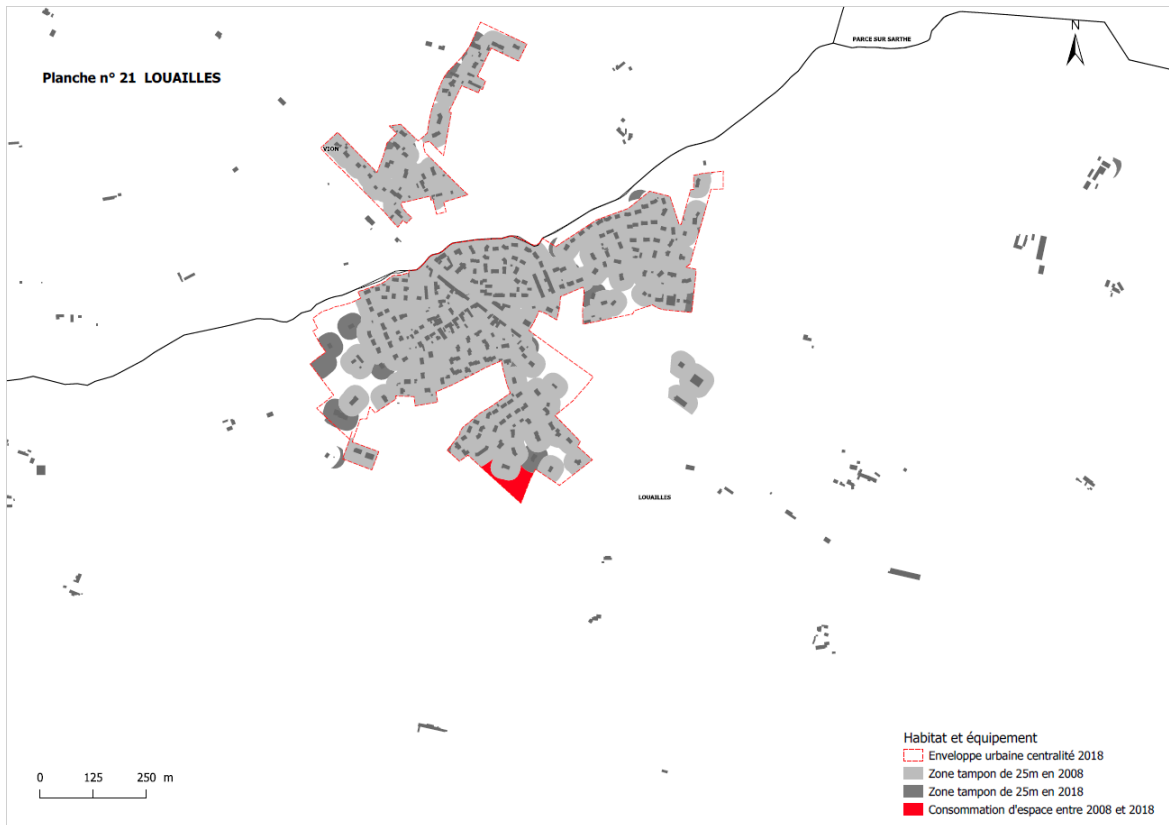 PARCE SUR SARTHE
N
Planche n° 21 LOUAILLES
VION
LOUAILLES
Habitat et équipement
Enveloppe urbaine centralité 2018
Zone tampon de 25m en 2008
Zone tampon de 25m en 2018
Consommation d'espace entre 2008 et 2018
0 125 250 m